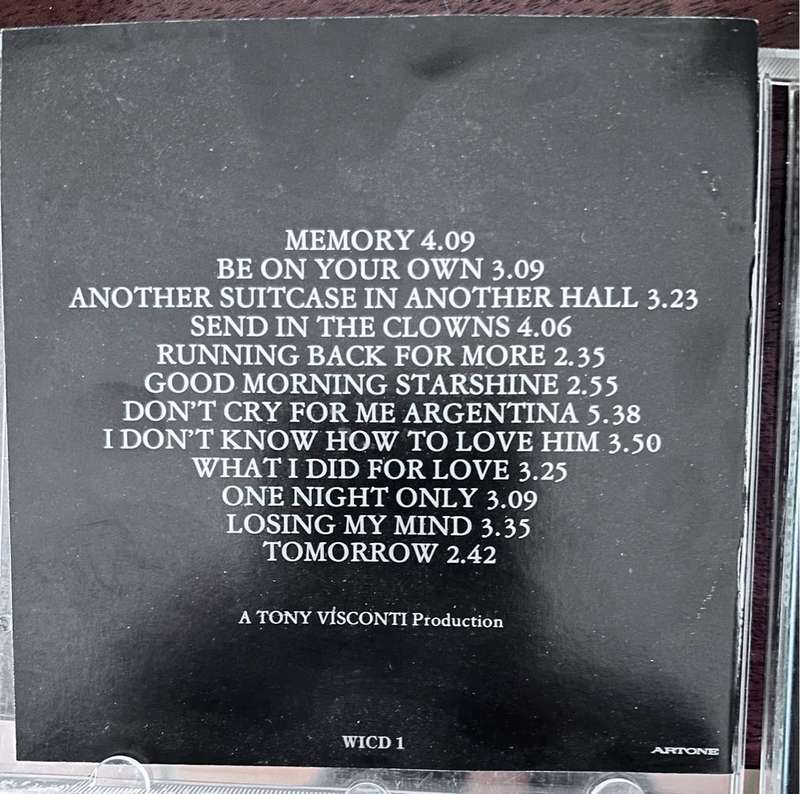 MEMORY 4.09
BE ON YOUR OWN 3.09
ANOTHER SUITCASE IN ANOTHER HALL 3.23
SEND IN THE CLOWNS 4.06
RUNNING BACK FOR MORE 2.35
GOOD MORNING STARSHINE 2.55
DON'T CRY FOR ME ARGENTINA 5.38
I DON'T KNOW HOW TO LOVE HIM 3.50
WHAT I DID FOR LOVE 3.25
ONE NIGHT ONLY 3.09
LOSING MY MIND 3.35
TOMORROW 2.42
A TONY VISCONTI Production
WICD 1
ARTONE